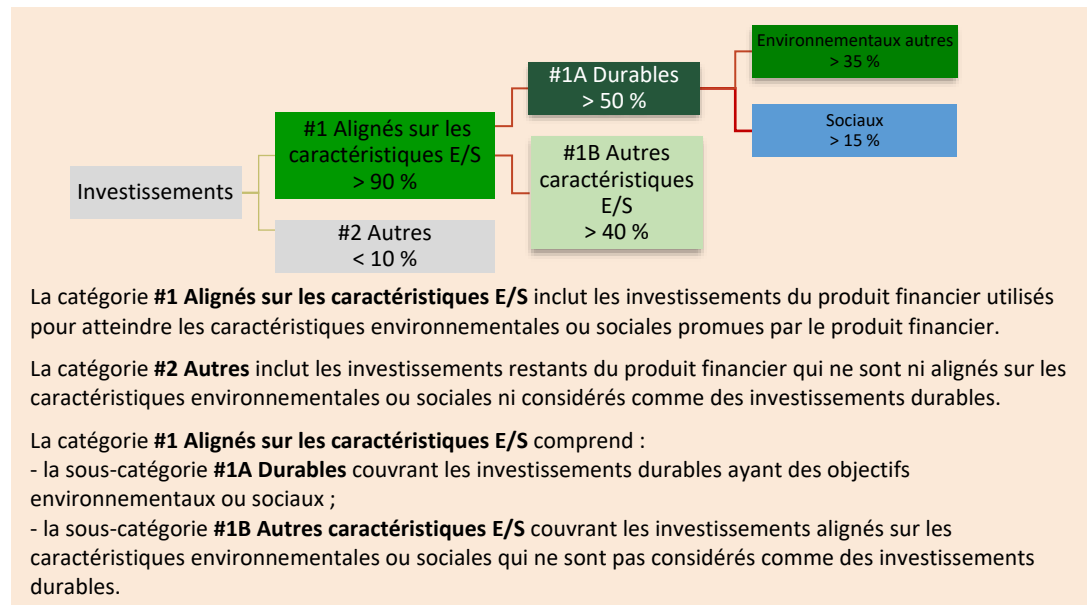 Investissements
#1 Alignés sur les
caractéristiques E/S
> 90 %
#2 Autres
< 10 %
#1A Durables
> 50 %
#1B Autres
caractéristiques
E/S
> 40 %
Environnementaux autres
> 35 %
Sociaux
> 15 %
La catégorie #1 Alignés sur les caractéristiques E/S inclut les investissements du produit financier utilisés
pour atteindre les caractéristiques environnementales ou sociales promues par le produit financier.
La catégorie #2 Autres inclut les investissements restants du produit financier qui ne sont ni alignés sur les
caractéristiques environnementales ou sociales ni considérés comme des investissements durables.
La catégorie #1 Alignés sur les caractéristiques E/S comprend :
- la sous-catégorie #1A Durables couvrant les investissements durables ayant des objectifs
environnementaux ou sociaux ;
- la sous-catégorie #1B Autres caractéristiques E/S couvrant les investissements alignés sur les
caractéristiques environnementales ou sociales qui ne sont pas considérés comme des investissements
durables.